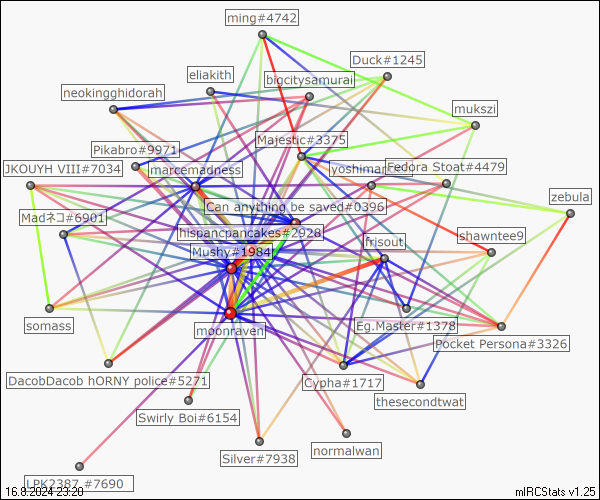 ming#4742
Duck#1245
eliakith
bigcitysamurai
neokingghidorah
mukszi
Majestic#3375
Pikabro#9971
JKOUYH VIII#7034
marcemadness
Fedora Stoat#4479
zebula
Can anything be saved#0396
Madネコ#6901
hispancpancakes#2928
frisout
shawntee9
Mushy#1984
somass
moonraven
Eg.Master#1378
Pocket Persona#3326
DacobDacob hORNY police#5271
Cypha#1717
thesecondtwat
Swirly Boi#6154
normalwan
Silver#7938
LPK2387.#7690
16.8.2024 23:20
mIRCStats v1.25